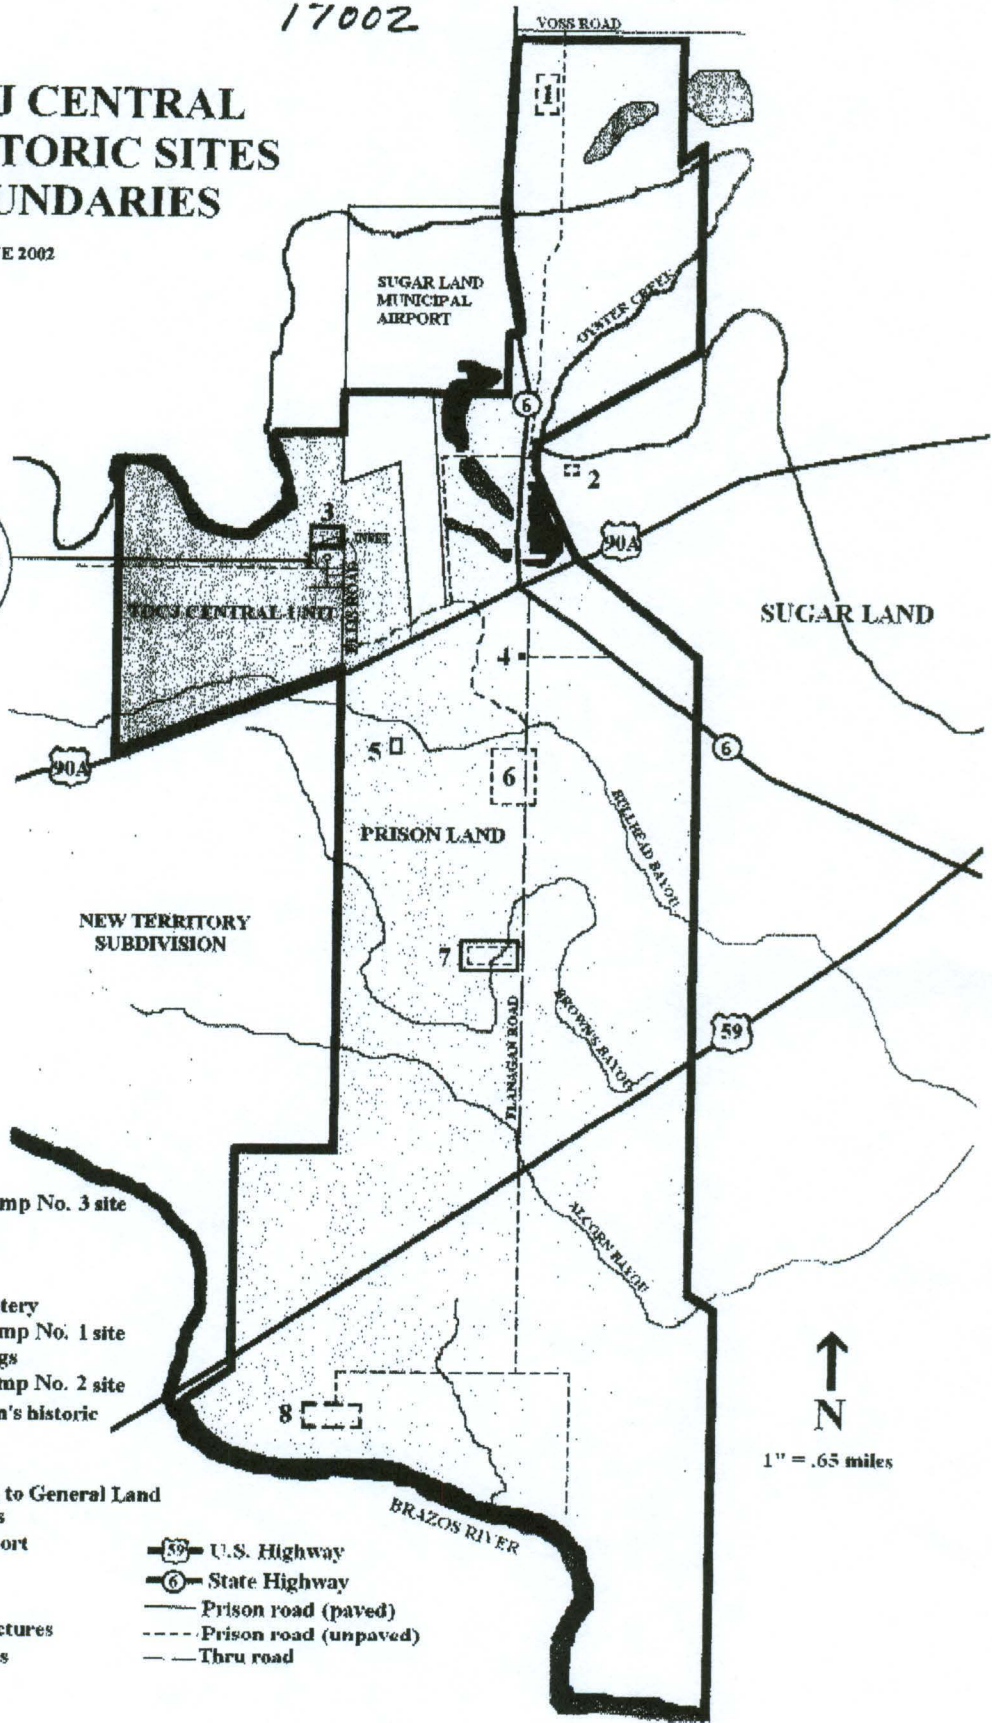 17002
VOSS ROAD
J CENTRAL
TORIC SITES
UNDARIES
E 2002
1
SUGAR LAND
MUNICIPAL
AIRPORT
OYSTER CREEK
6
2
3
90A
TDCJ CENTRAL UNIT
SUGAR LAND
4
5
6
6
90A
PRISON LAND
BULLHEAD BAYOU
NEW TERRITORY
SUBDIVISION
7
FLANAGAN ROAD
BROWN'S BAYOU
59
mp No. 3 site
ALCORN BAYOU
tery
mp No. 1 site
gs
mp No. 2 site
n's historic
8
N
1" = .65 miles
to General Land
s
ort
BRAZOS RIVER
59 U.S. Highway
6 State Highway
Prison road (paved)
ctures
Prison road (unpaved)
s
Thru road